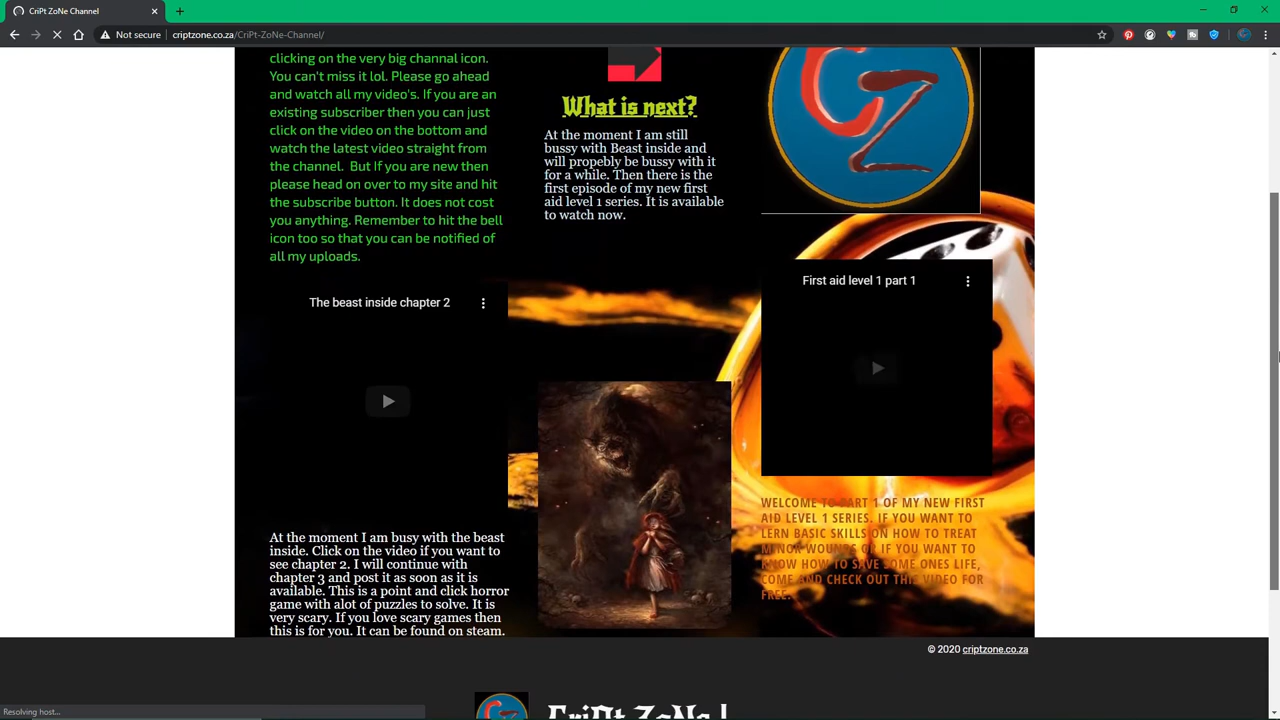 CriPt ZoNe Channel
Not secure
criptzone.co.za/CriPt-ZoNe-Channel/
clicking on the very big channal icon.
You can't miss it lol. Please go ahead
and watch all my video's. If you are an
existing subscriber then you can just
click on the video on the bottom and
watch the latest video straight from
the channel. But If you are new then
please head on over to my site and hit
the subscribe button. It does not cost
you anything. Remember to hit the bell
icon too so that you can be notified of
all my uploads.
The beast inside chapter 2
At the moment I am busy with the beast
inside. Click on the video if you want to
see chapter 2. I will continue with
chapter 3 and post it as soon as it is
available. This is a point and click horror
game with alot of puzzles to solve. It is
very scary. If you love scary games then
this is for you. It can be found on steam.
What is next?
At the moment I am still
bussy with Beast inside and
will propebly be bussy with it
for a while. Then there is the
first episode of my new first
aid level 1 series. It is available
to watch now.
CZ
First aid level 1 part 1
WELCOME TO PART 1 OF MY NEW FIRST
AID LEVEL 1 SERIES. IF YOU WANT TO
LERN BASIC SKILLS ON HOW TO TREAT
MINOR WOUNDS OR IF YOU WANT TO
KNOW HOW TO SAVE SOME ONES LIFE,
COME AND CHECK OUT THIS VIDEO FOR
FREE.
© 2020 criptzone.co.za
CriPt ZoNe |
Resolving host...